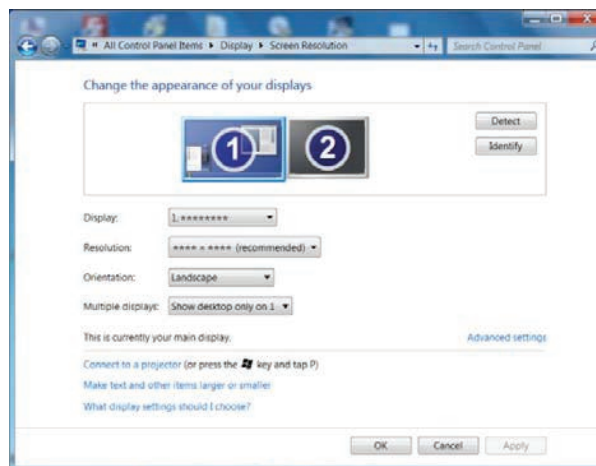 « All Control Panel Items ▸ Display ▸ Screen Resolution
Search Control Panel
Change the appearance of your displays
1
2
Detect
Identify
Display:
1. ********
Resolution:
**** × **** (recommended)
Orientation:
Landscape
Multiple displays:
Show desktop only on 1
This is currently your main display.
Advanced settings
Connect to a projector (or press the key and tap P)
Make text and other items larger or smaller
What display settings should I choose?
OK
Cancel
Apply